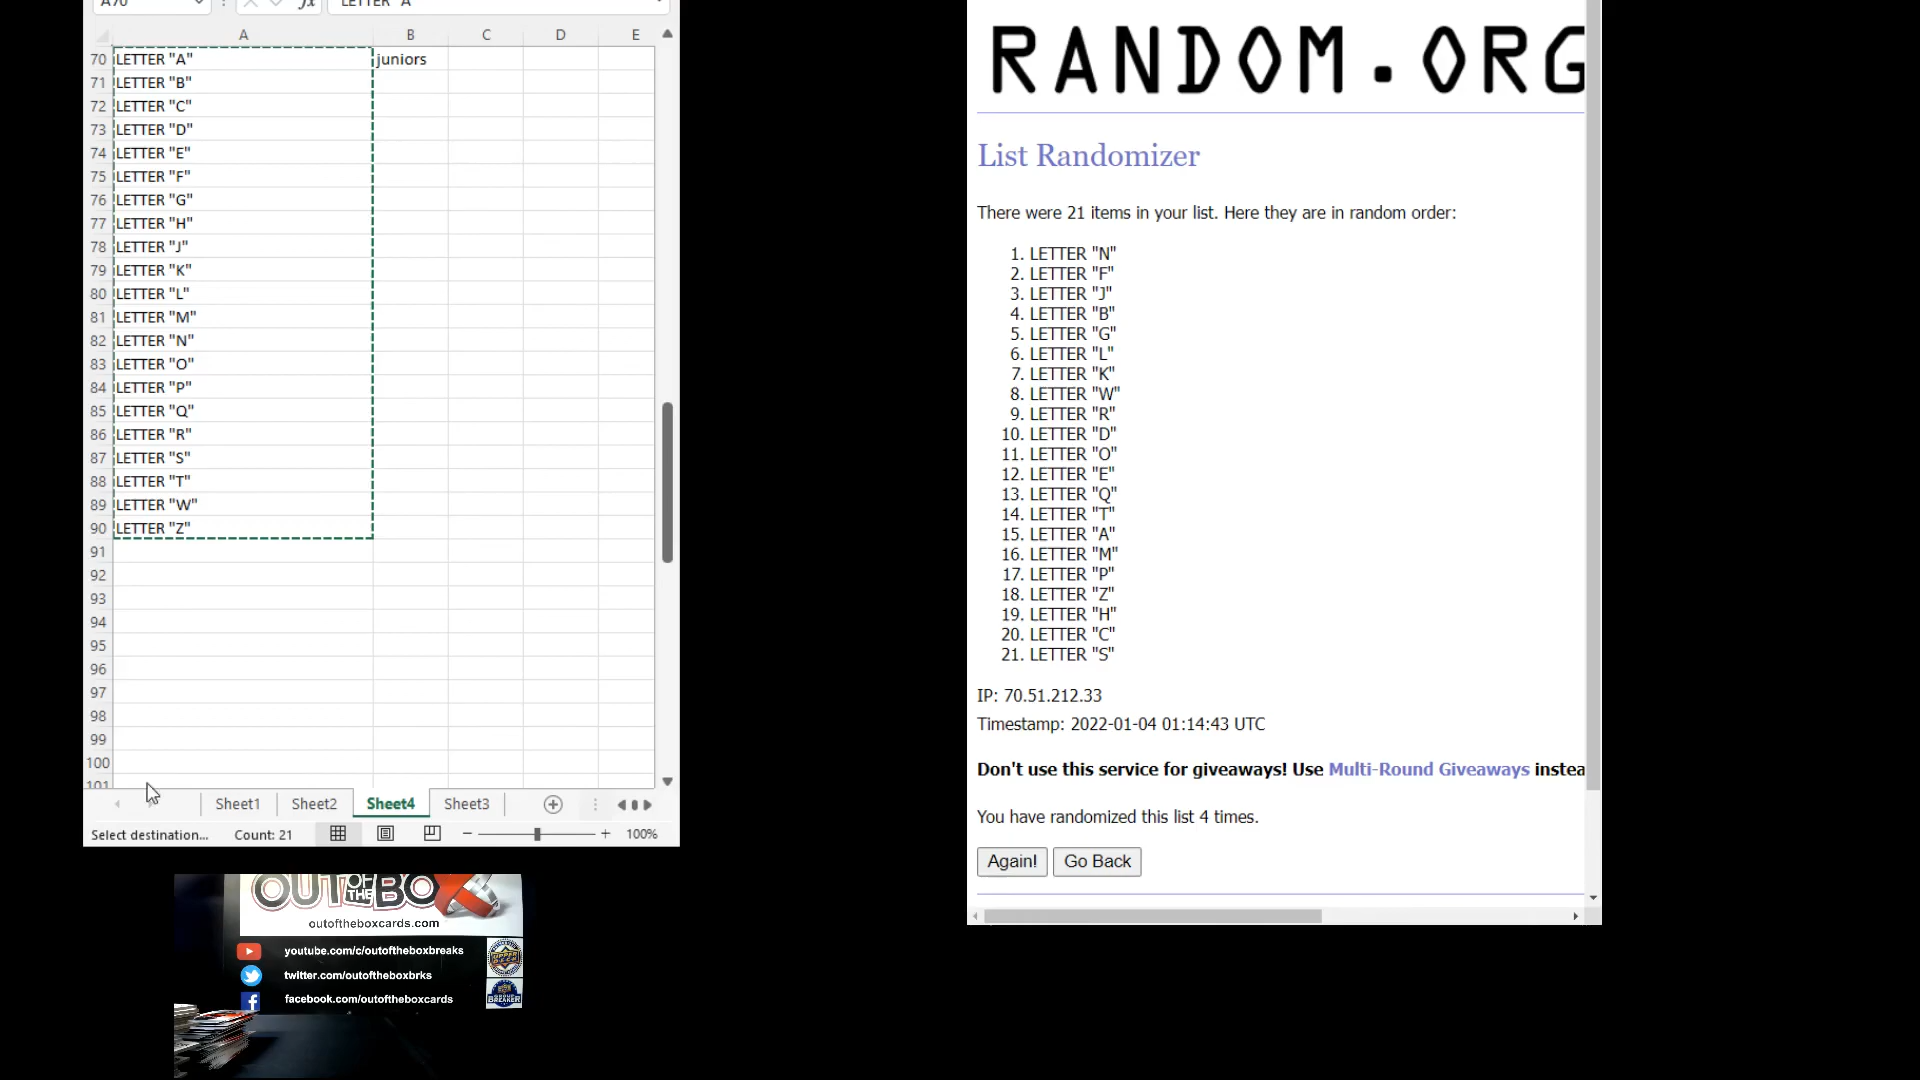 A70
fx
LETTER "A"
A B C D E
70 LETTER "A" juniors
71 LETTER "B"
72 LETTER "C"
73 LETTER "D"
74 LETTER "E"
75 LETTER "F"
76 LETTER "G"
77 LETTER "H"
78 LETTER "J"
79 LETTER "K"
80 LETTER "L"
81 LETTER "M"
82 LETTER "N"
83 LETTER "O"
84 LETTER "P"
85 LETTER "Q"
86 LETTER "R"
87 LETTER "S"
88 LETTER "T"
89 LETTER "W"
90 LETTER "Z"
91
92
93
94
95
96
97
98
99
100
101
Sheet1 Sheet2 Sheet4 Sheet3
Select destination... Count: 21 100%
OUT OF THE BOX
outoftheboxcards.com
youtube.com/c/outoftheboxbreaks
twitter.com/outoftheboxbrks
facebook.com/outoftheboxcards
RANDOM.ORG
List Randomizer
There were 21 items in your list. Here they are in random order:
1. LETTER "N"
2. LETTER "F"
3. LETTER "J"
4. LETTER "B"
5. LETTER "G"
6. LETTER "L"
7. LETTER "K"
8. LETTER "W"
9. LETTER "R"
10. LETTER "D"
11. LETTER "O"
12. LETTER "E"
13. LETTER "Q"
14. LETTER "T"
15. LETTER "A"
16. LETTER "M"
17. LETTER "P"
18. LETTER "Z"
19. LETTER "H"
20. LETTER "C"
21. LETTER "S"
IP: 70.51.212.33
Timestamp: 2022-01-04 01:14:43 UTC
Don't use this service for giveaways! Use Multi-Round Giveaways instea
You have randomized this list 4 times.
Again! Go Back